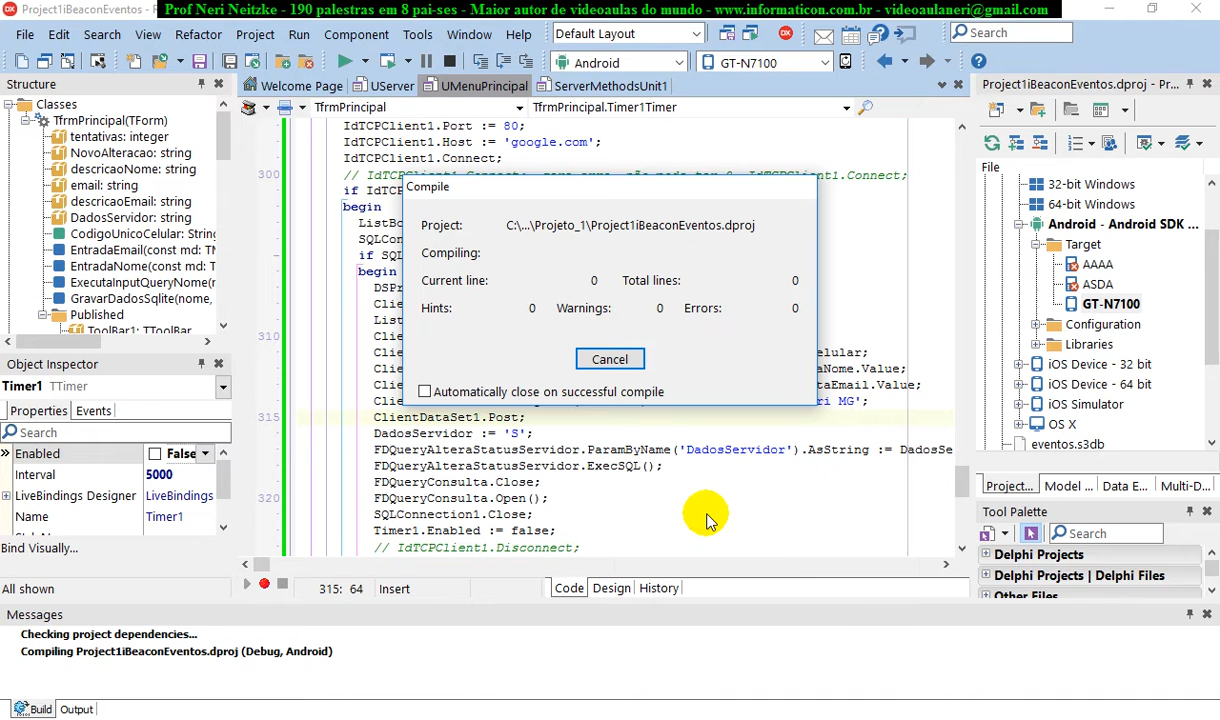 Project1iBeaconEventos - R
Prof Neri Neitzke - 190 palestras em 8 pai-ses - Maior autor de videoaulas do mundo - www.informaticon.com.br - videoaulaneri@gmail.com
File Edit Search View Refactor Project Run Component Tools Window Help Default Layout Search
Android GT-N7100
Structure
Welcome Page UServer UMenuPrincipal ServerMethodsUnit1
Project1iBeaconEventos.dproj - Pr...
Classes
TfrmPrincipal TfrmPrincipal.Timer1Timer
TfrmPrincipal(TForm)
tentativas: integer
NovoAlteracao: string
descricaoNome: string
email: string
descricaoEmail: string
DadosServidor: string
CodigoUnicoCelular: String
EntradaEmail(const md: TM
EntradaNome(const md: T
ExecutaInputQueryNome(r
GravarDadosSqlite(nome,
Published
ToolBar1: TToolBar
IdTCPClient1.Port := 80;
IdTCPClient1.Host := 'google.com';
IdTCPClient1.Connect;
300
if IdTC
begin
ListBo
SQLCon
if SQL
begin
DSPr
Clie
List
310 Clie
Clie elular;
Clie taNome.Value;
Clie taEmail.Value;
Clie ri MG';
315 ClientDataSet1.Post;
DadosServidor := 'S';
FDQueryAlteraStatusServidor.ParamByName('DadosServidor').AsString := DadosSe
FDQueryAlteraStatusServidor.ExecSQL();
FDQueryConsulta.Close;
320 FDQueryConsulta.Open();
SQLConnection1.Close;
Timer1.Enabled := false;
// IdTCPClient1.Disconnect;
Compile
Project: C:\...\Projeto_1\Project1iBeaconEventos.dproj
Compiling:
Current line: 0 Total lines: 0
Hints: 0 Warnings: 0 Errors: 0
Cancel
Automatically close on successful compile
File
32-bit Windows
64-bit Windows
Android - Android SDK ...
Target
AAAA
ASDA
GT-N7100
Configuration
Libraries
iOS Device - 32 bit
iOS Device - 64 bit
iOS Simulator
OS X
eventos.s3db
Project... Model ... Data E... Multi-D...
Tool Palette
Search
Delphi Projects
Delphi Projects | Delphi Files
Other Files
Object Inspector
Timer1 TTimer
Properties Events
Search
Enabled False
Interval 5000
LiveBindings Designer LiveBindings
Name Timer1
Bind Visually...
All shown
315: 64 Insert Code Design History
Messages
Checking project dependencies...
Compiling Project1iBeaconEventos.dproj (Debug, Android)
Build Output